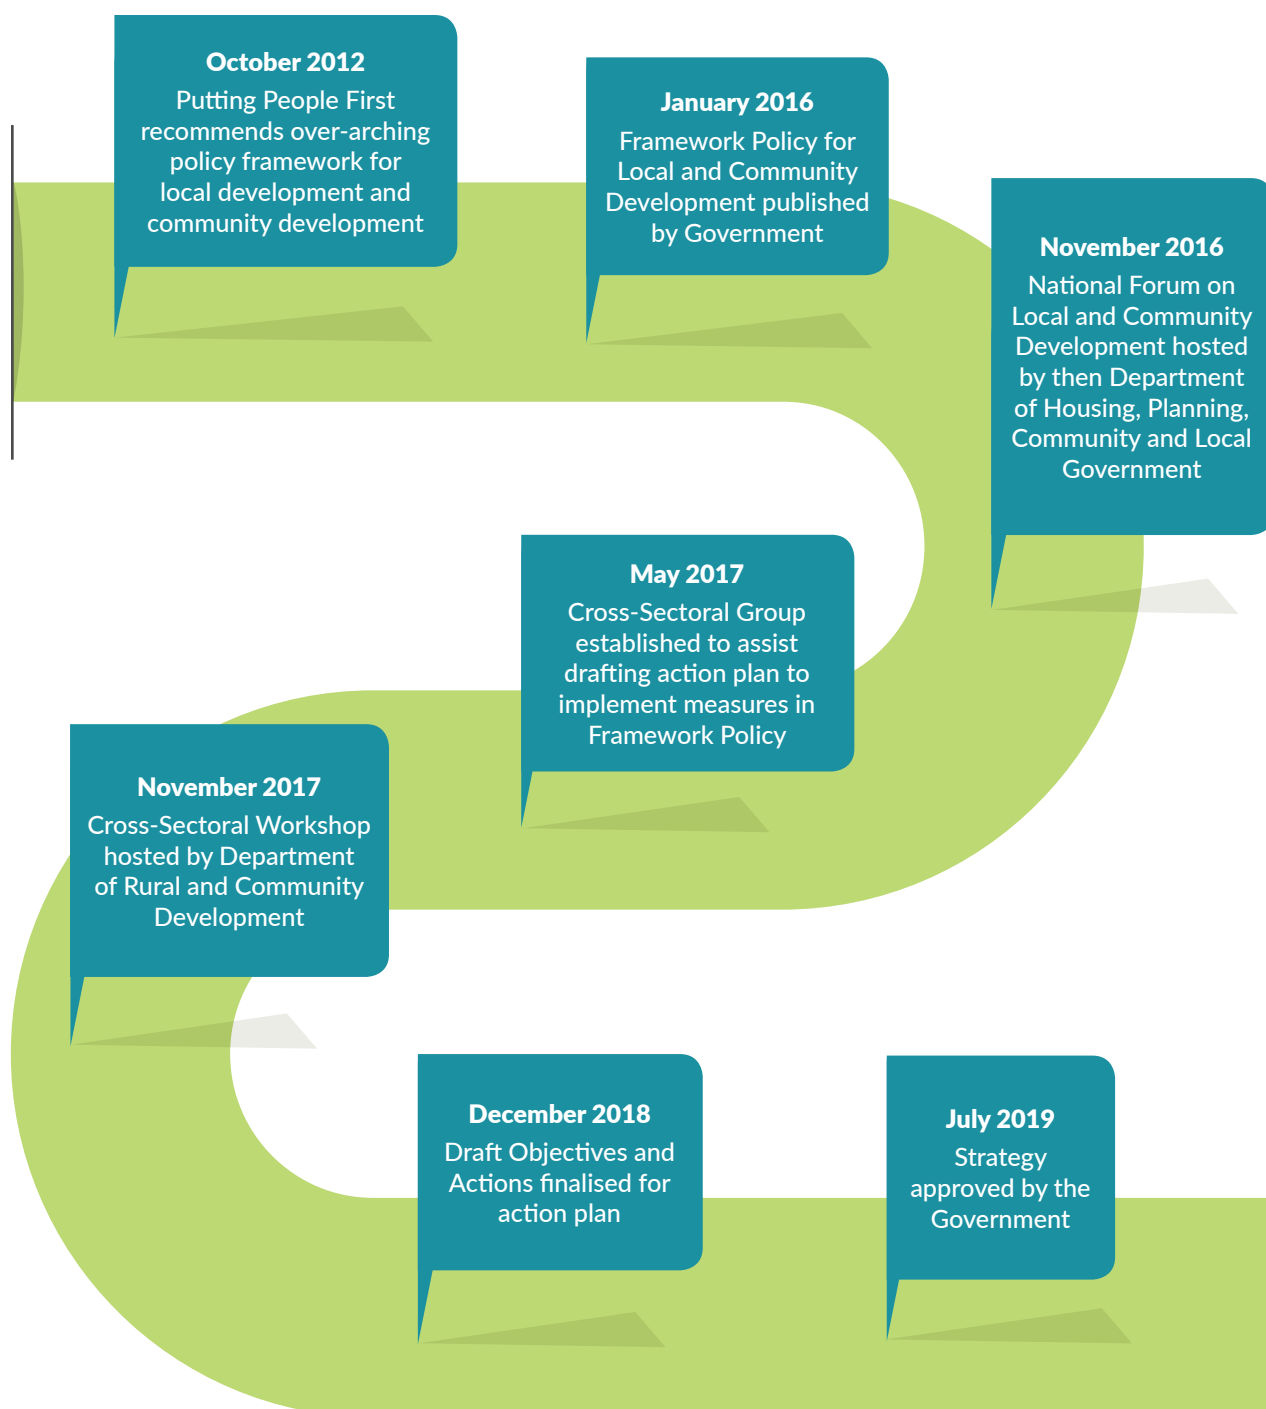 October 2012
Putting People First
recommends over-arching
policy framework for
local development and
community development
January 2016
Framework Policy for
Local and Community
Development published
by Government
November 2016
National Forum on
Local and Community
Development hosted
by then Department
of Housing, Planning,
Community and Local
Government
May 2017
Cross-Sectoral Group
established to assist
drafting action plan to
implement measures in
Framework Policy
November 2017
Cross-Sectoral Workshop
hosted by Department
of Rural and Community
Development
December 2018
Draft Objectives and
Actions finalised for
action plan
July 2019
Strategy
approved by the
Government